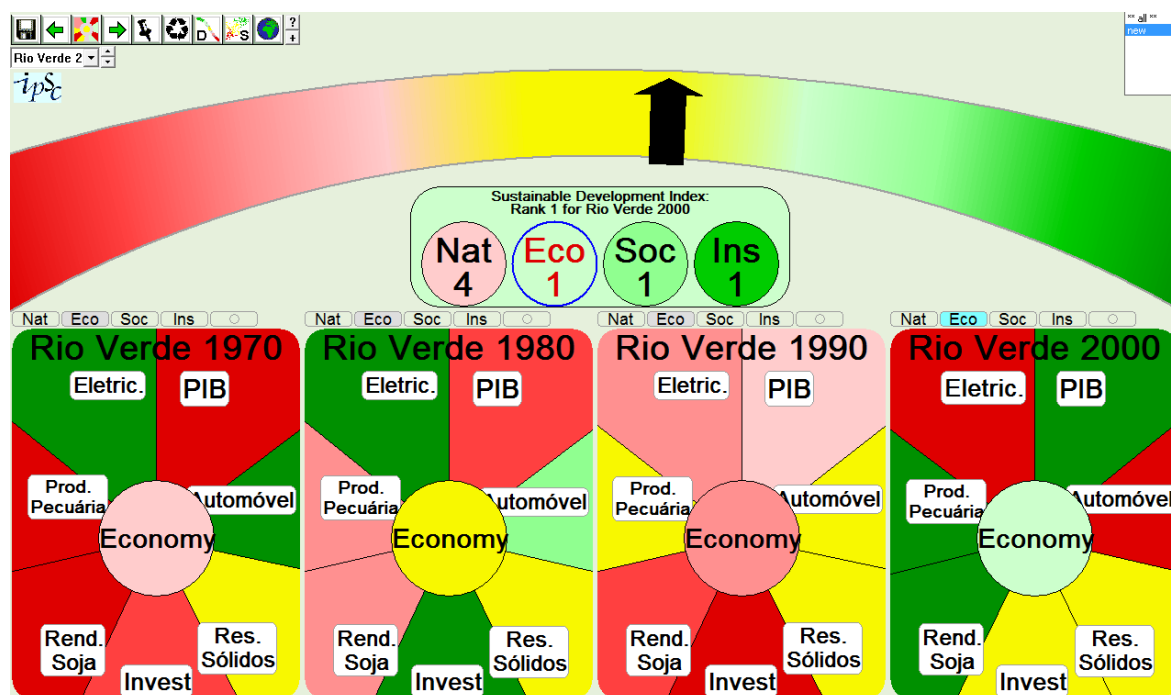 ** all **
new
D
S
?
+
Rio Verde 2
ipSc
Sustainable Development Index:
Rank 1 for Rio Verde 2000
Nat
4
Eco
1
Soc
1
Ins
1
Nat Eco Soc Ins
Rio Verde 1970
Eletric.
PIB
Prod.
Pecuária
Automóvel
Economy
Rend.
Soja
Res.
Sólidos
Invest
Nat Eco Soc Ins
Rio Verde 1980
Eletric.
PIB
Prod.
Pecuária
Automóvel
Economy
Rend.
Soja
Res.
Sólidos
Invest
Nat Eco Soc Ins
Rio Verde 1990
Eletric.
PIB
Prod.
Pecuária
Automóvel
Economy
Rend.
Soja
Res.
Sólidos
Invest
Nat Eco Soc Ins
Rio Verde 2000
Eletric.
PIB
Prod.
Pecuária
Automóvel
Economy
Rend.
Soja
Res.
Sólidos
Invest